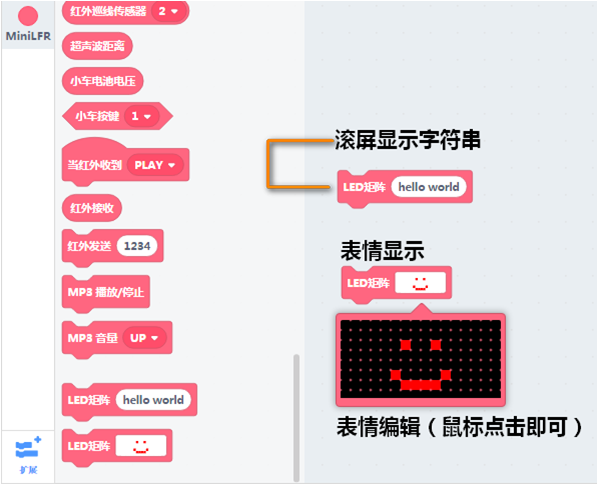 MiniLFR
红外巡线传感器 2
超声波距离
小车电池电压
小车按键 1
当红外收到 PLAY
红外接收
红外发送 1234
MP3 播放/停止
MP3 音量 UP
LED矩阵 hello world
LED矩阵
扩展
滚屏显示字符串
LED矩阵 hello world
表情显示
LED矩阵
表情编辑（鼠标点击即可）